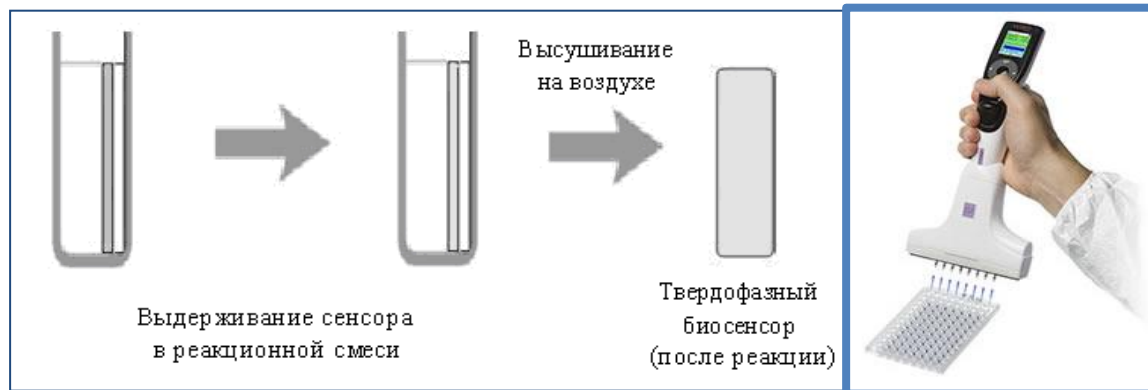 Высушивание
на воздухе
Выдерживание сенсора
в реакционной смеси
Твердофазный
биосенсор
(после реакции)